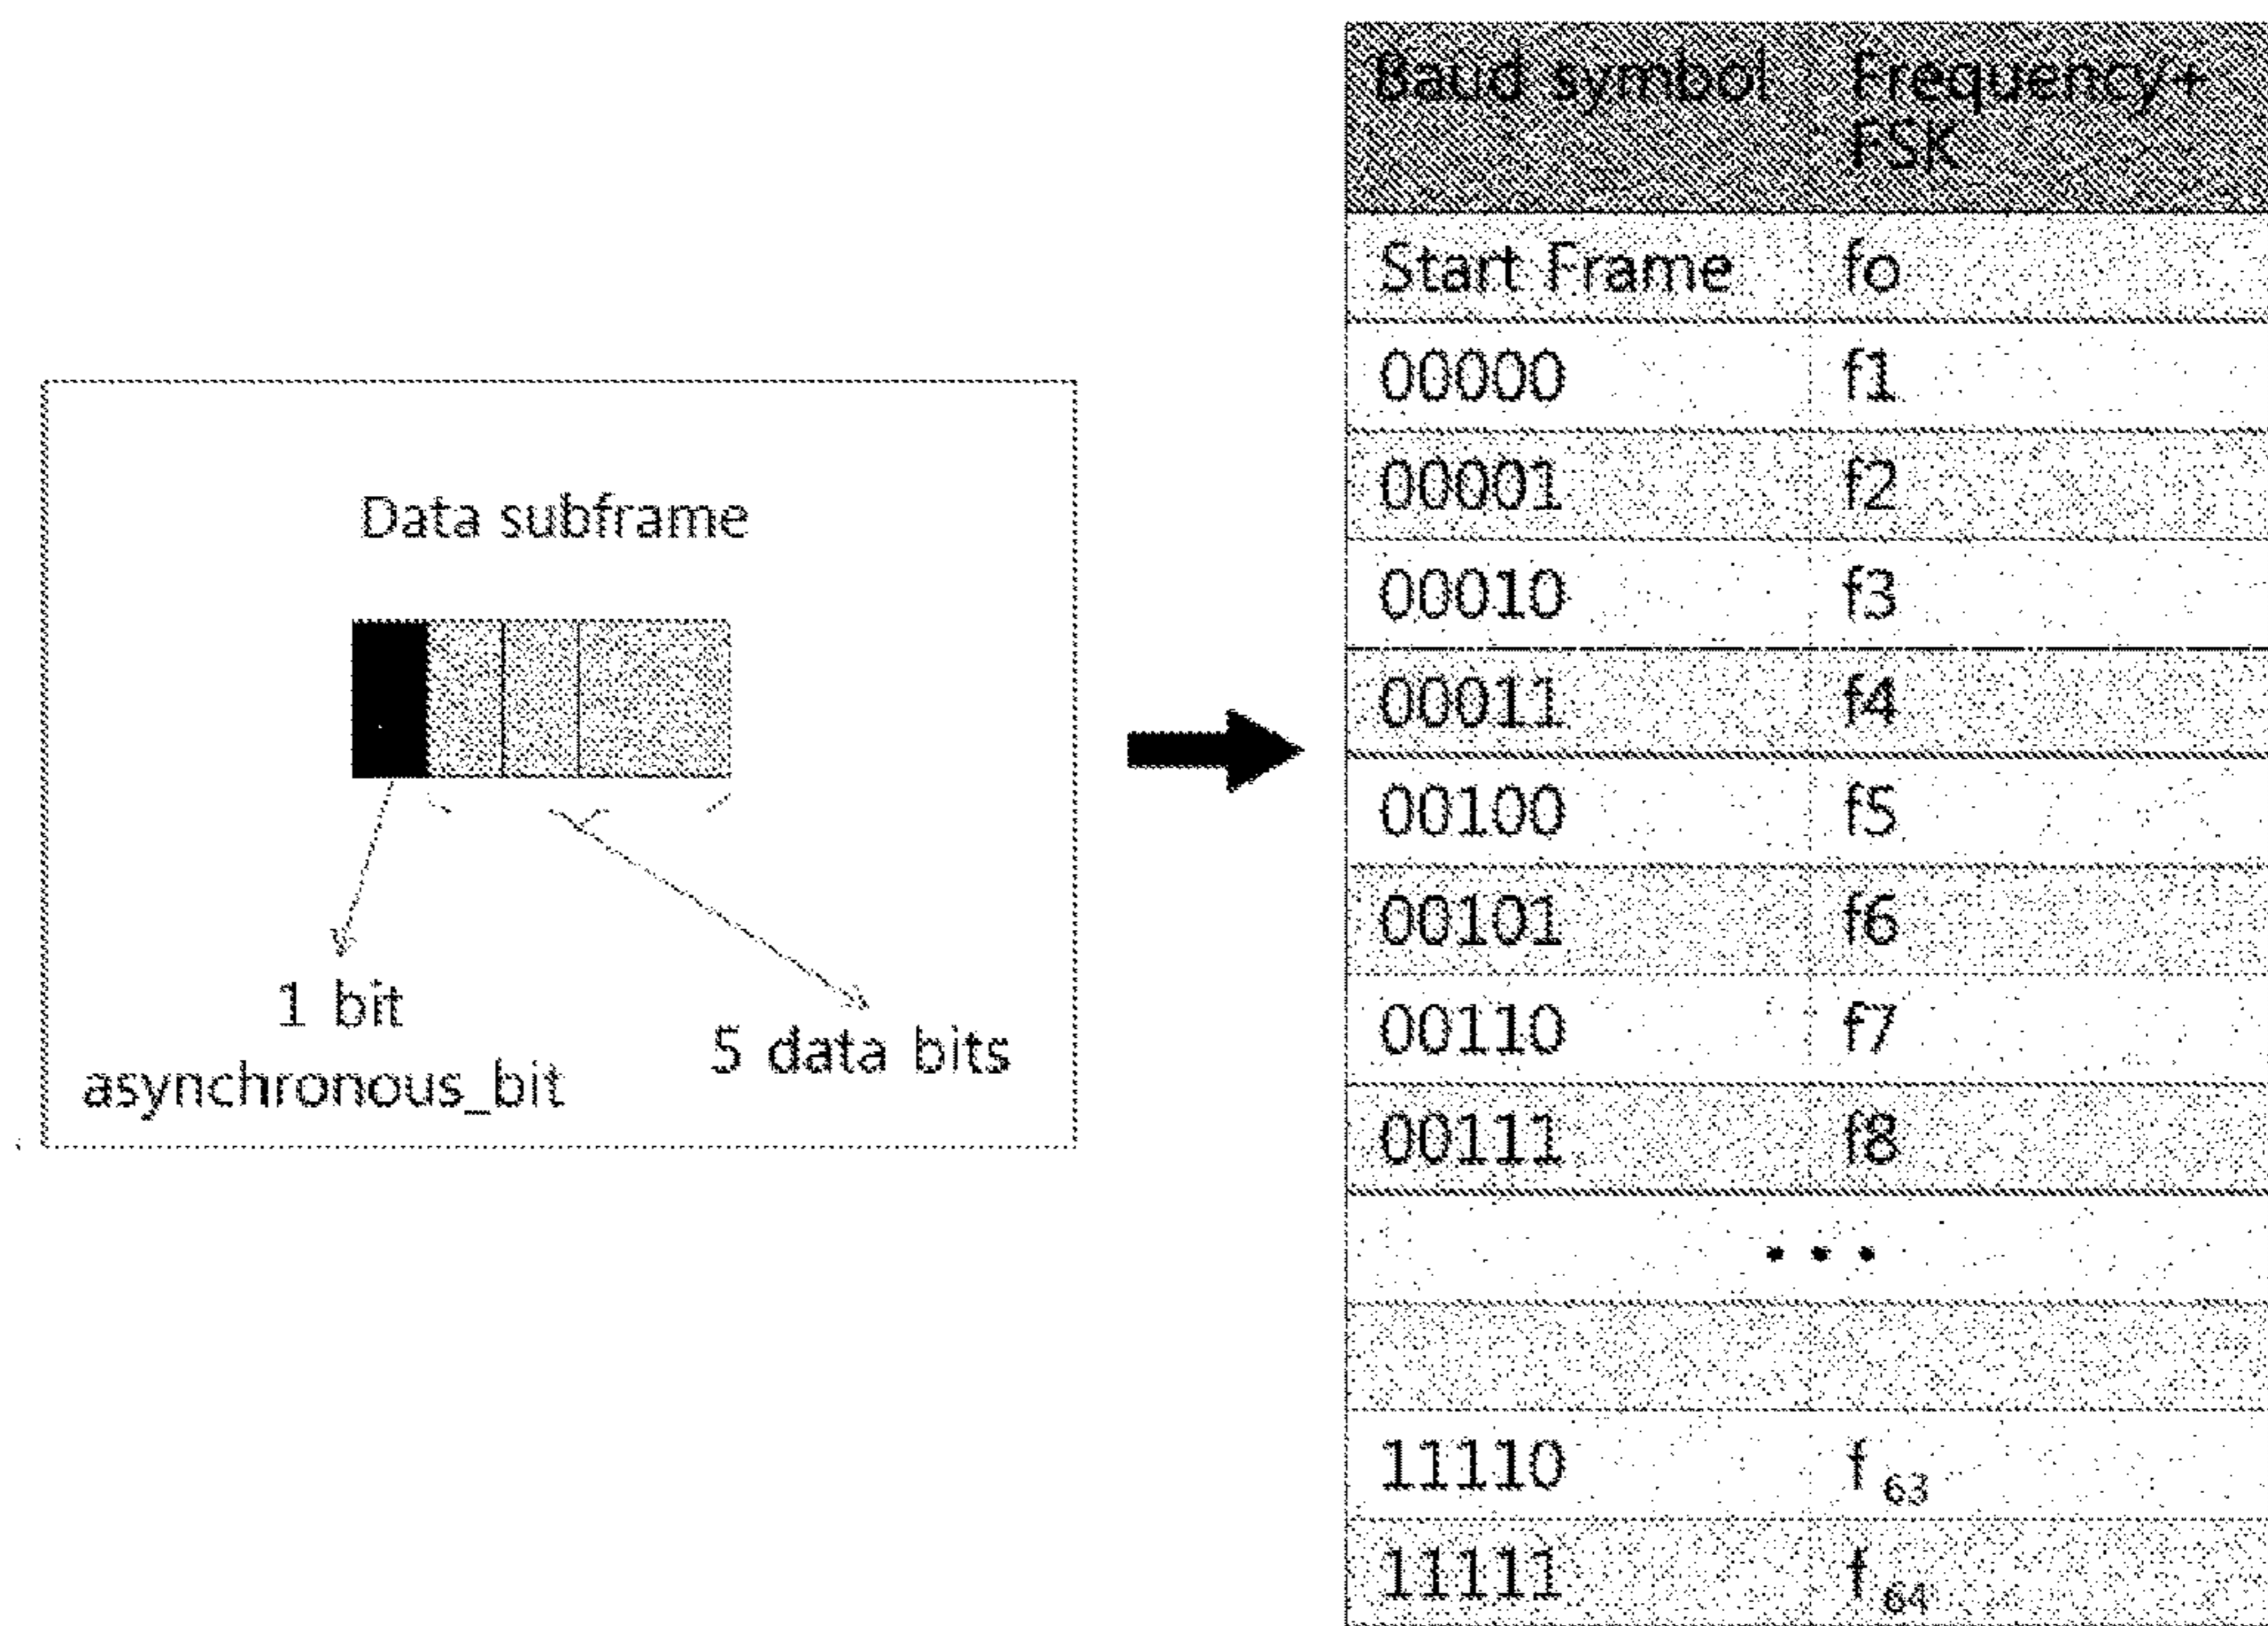 Data subframe
1 bit
asynchronous_bit
5 data bits
Baud symbol Frequency+
FSK
Start Frame fo
00000 f1
00001 f2
00010 f3
00011 f4
00100 f5
00101 f6
00110 f7
00111 f8
• • •
11110 f 63
11111 f 64